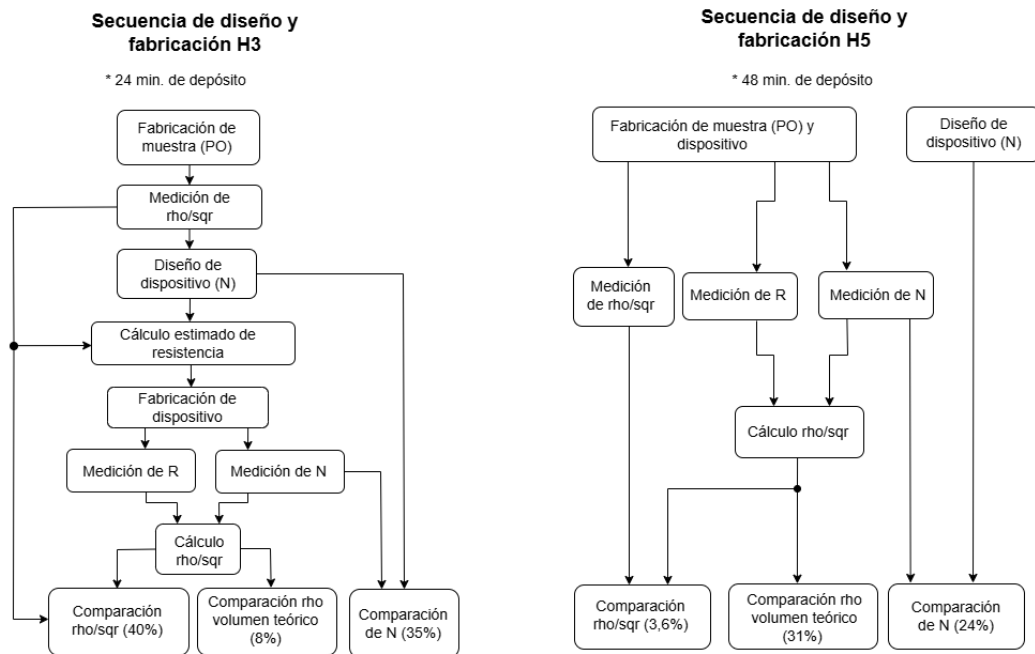 Secuencia de diseño y
fabricación H3
* 24 min. de depósito
Fabricación de
muestra (PO)
Medición de
rho/sqr
Diseño de
dispositivo (N)
Cálculo estimado de
resistencia
Fabricación de
dispositivo
Medición de R
Medición de N
Cálculo
rho/sqr
Comparación
rho/sqr (40%)
Comparación rho
volumen teórico
(8%)
Comparación
de N (35%)
Secuencia de diseño y
fabricación H5
* 48 min. de depósito
Fabricación de muestra (PO) y
dispositivo
Diseño de
dispositivo (N)
Medición
de rho/sqr
Medición de R
Medición de N
Cálculo rho/sqr
Comparación
rho/sqr (3,6%)
Comparación rho
volumen teórico
(31%)
Comparación
de N (24%)